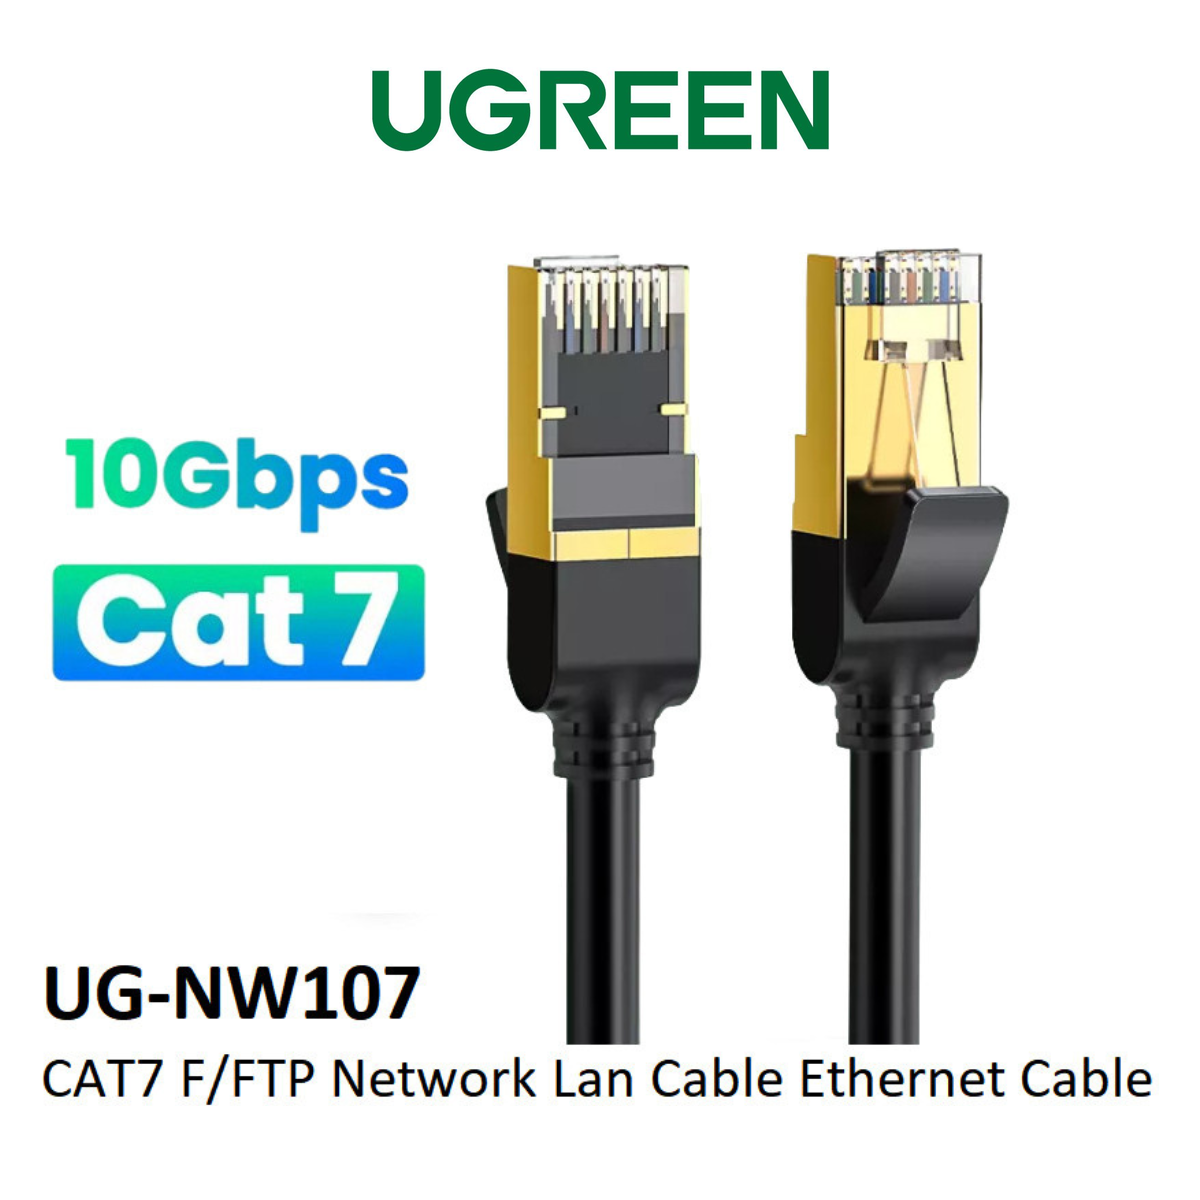 UGREEN
10Gbps
Cat 7
UG-NW107
CAT7 F/FTP Network Lan Cable Ethernet Cable